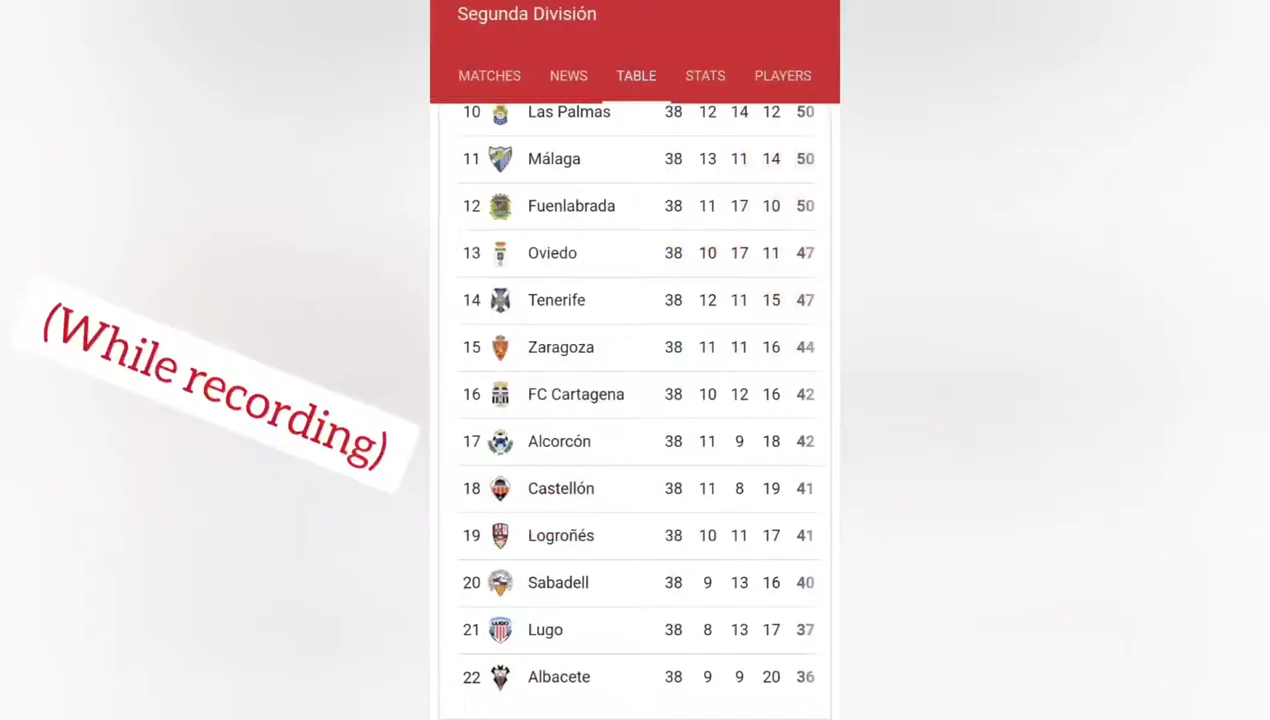 Segunda División
MATCHES NEWS TABLE STATS PLAYERS
10 Las Palmas 38 12 14 12 50
11 Málaga 38 13 11 14 50
12 Fuenlabrada 38 11 17 10 50
13 Oviedo 38 10 17 11 47
14 Tenerife 38 12 11 15 47
15 Zaragoza 38 11 11 16 44
16 FC Cartagena 38 10 12 16 42
17 Alcorcón 38 11 9 18 42
18 Castellón 38 11 8 19 41
19 Logroñés 38 10 11 17 41
20 Sabadell 38 9 13 16 40
21 Lugo 38 8 13 17 37
22 Albacete 38 9 9 20 36
(While recording)